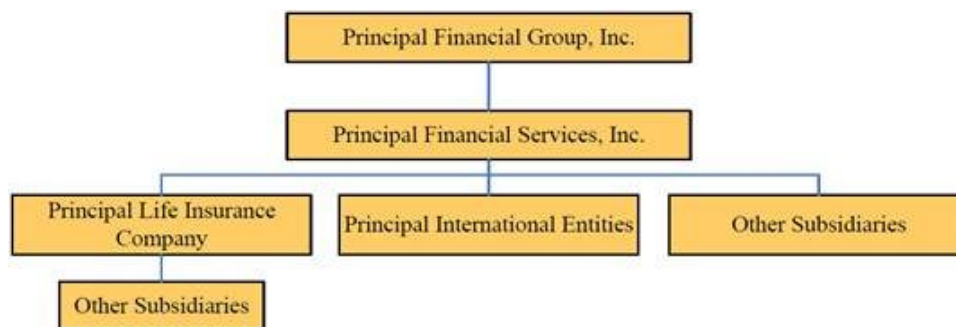 Principal Financial Group, Inc.
Principal Financial Services, Inc.
Principal Life Insurance
Company
Principal International Entities
Other Subsidiaries
Other Subsidiaries